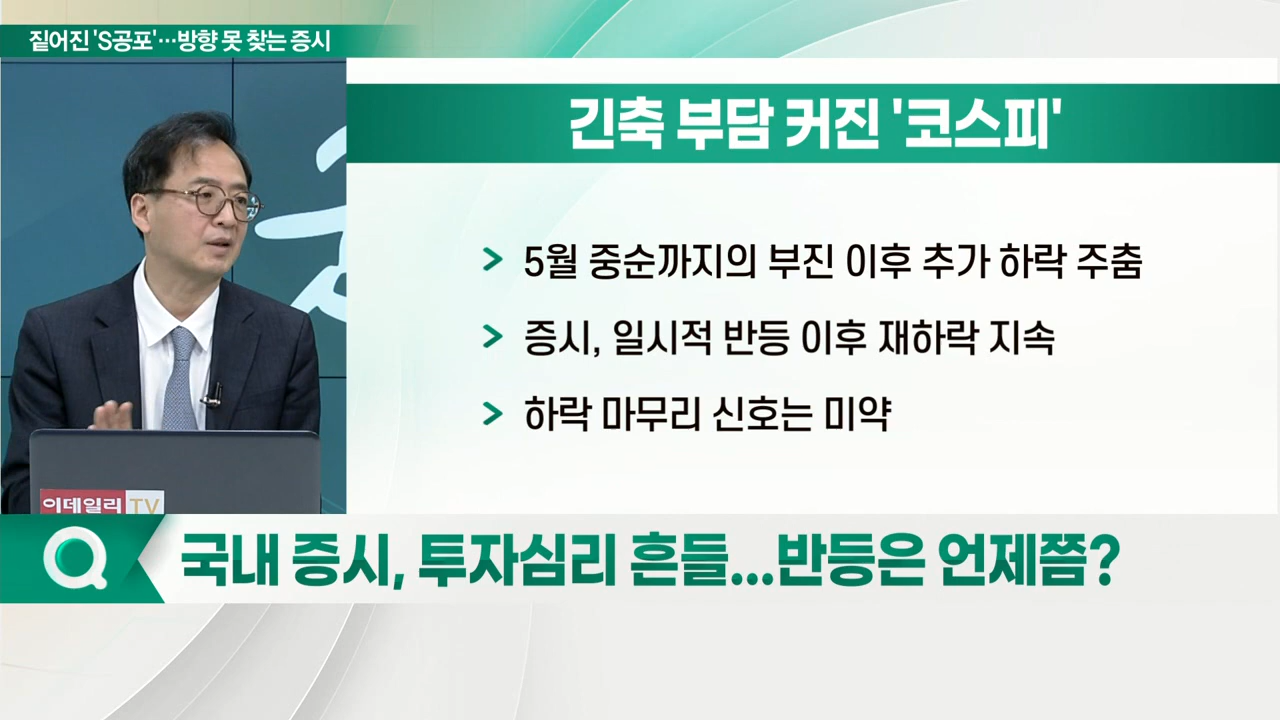 짙어진 'S공포'…방향 못 찾는 증시
긴축 부담 커진 '코스피'
> 5월 중순까지의 부진 이후 추가 하락 주춤
> 증시, 일시적 반등 이후 재하락 지속
> 하락 마무리 신호는 미약
이데일리 TV
Q 국내 증시, 투자심리 흔들...반등은 언제쯤?